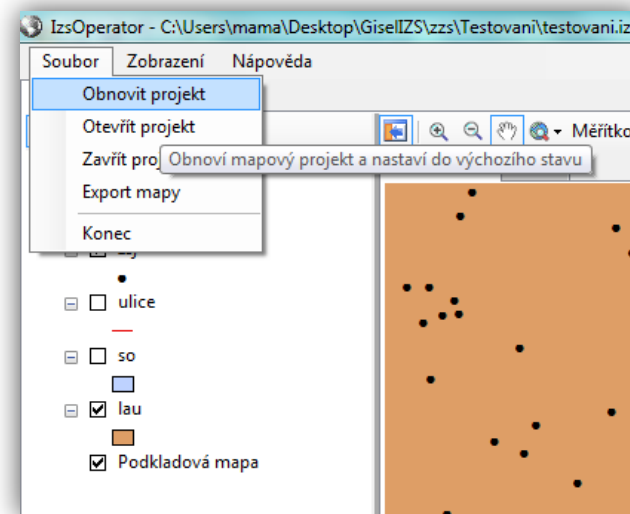 IzsOperator - C:\Users\mama\Desktop\GiselIZS\zzs\Testovani\testovani.iz
Soubor Zobrazení Nápověda
Obnovit projekt
Otevřít projekt
Měřítko
Zavřít proj
Obnoví mapový projekt a nastaví do výchozího stavu
Export mapy
Konec
ulice
so
lau
Podkladová mapa